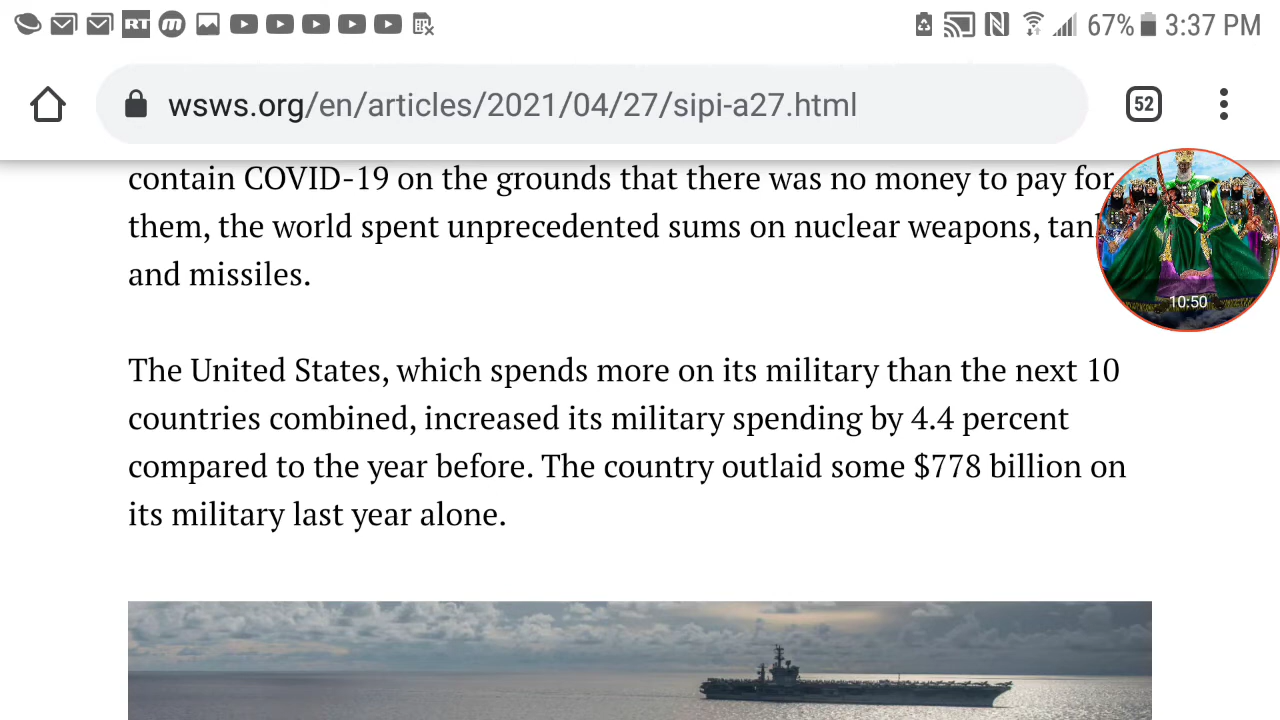 RT
m
67% 3:37 PM
wsws.org/en/articles/2021/04/27/sipi-a27.html
52
contain COVID-19 on the grounds that there was no money to pay for
them, the world spent unprecedented sums on nuclear weapons,
and missiles.
10:50
The United States, which spends more on its military than the next 10
countries combined, increased its military spending by 4.4 percent
compared to the year before. The country outlaid some $778 billion on
its military last year alone.